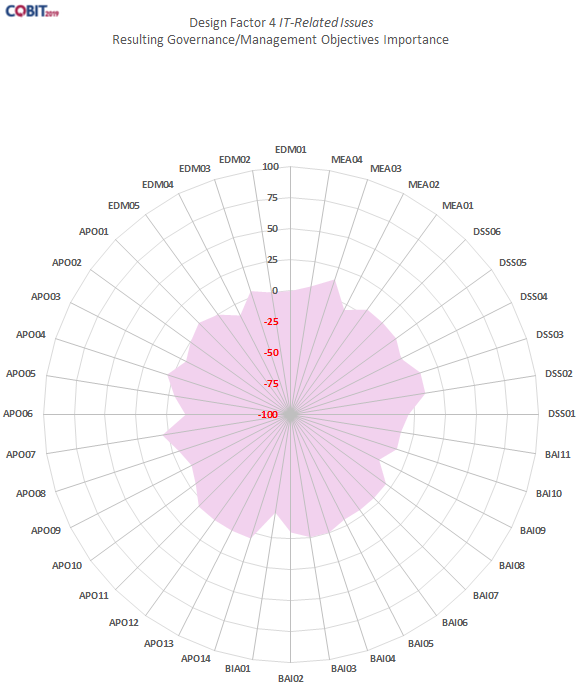 COBIT2019
Design Factor 4 IT-Related Issues
Resulting Governance/Management Objectives Importance
EDM01
EDM02
MEA04
EDM03
MEA03
EDM04
MEA02
EDM05
MEA01
APO01
DSS06
APO02
DSS05
APO03
DSS04
APO04
DSS03
APO05
DSS02
APO06
DSS01
APO07
BAI11
APO08
BAI10
APO09
BAI09
APO10
BAI08
APO11
BAI07
APO12
BAI06
APO13
BAI05
APO14
BAI04
BIA01
BAI03
BAI02
100
75
50
25
0
-25
-50
-75
-100